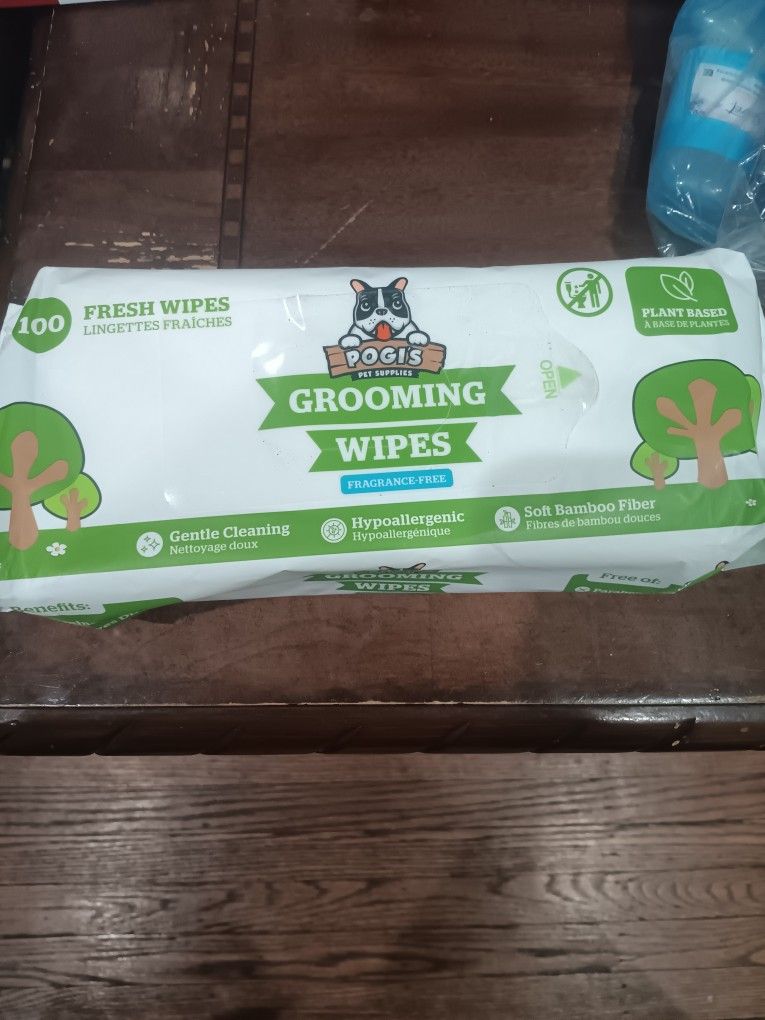 100
FRESH WIPES
LINGETTES FRAÎCHES
POGI'S
PET SUPPLIES
GROOMING
WIPES
FRAGRANCE-FREE
OPEN
PLANT BASED
À BASE DE PLANTES
Gentle Cleaning
Nettoyage doux
Hypoallergenic
Hypoallergénique
Soft Bamboo Fiber
Fibres de bambou douces
Benefits:
GROOMING
WIPES
Free of: